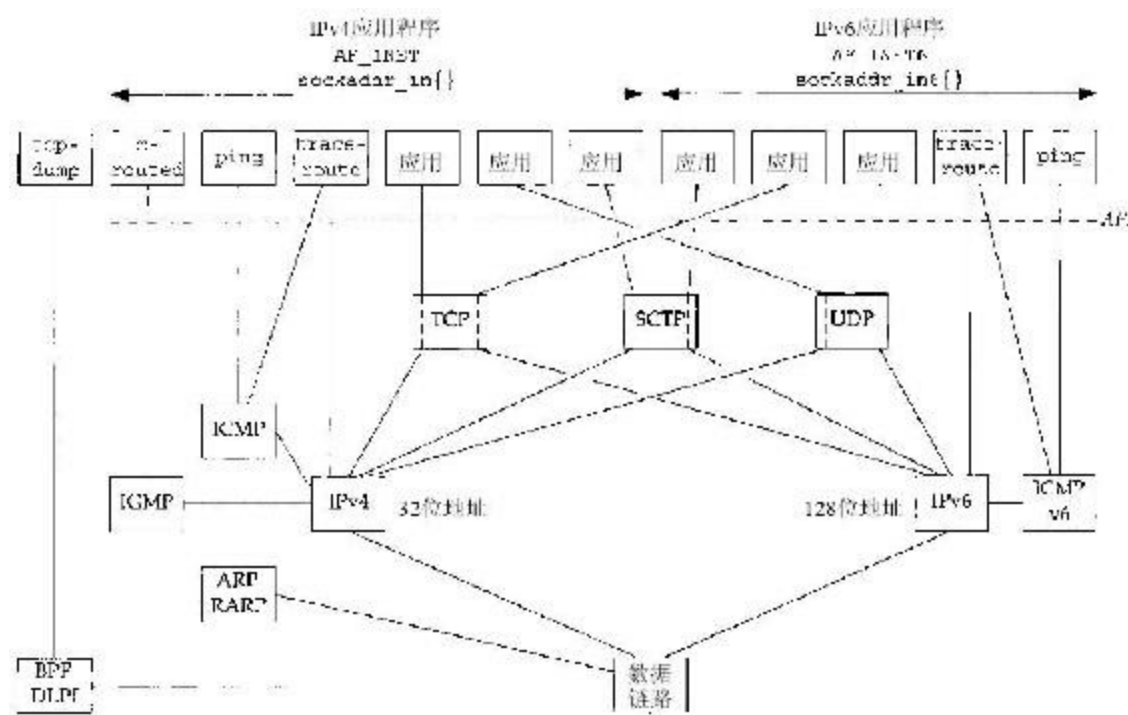 IPv4应用程序
AF_INET
sockaddr_in{}
IPv6应用程序
sockaddr_in6{}
tcp-
dump
m-
routed
ping
trace-
route
应用
应用
应用
应用
应用
应用
trace-
route
ping
TCP
SCTP
UDP
ICMP
IGMP
IPv4
32位地址
128位地址
IPv6
ICMP
v6
ARP
RARP
BPF
DLPI
数据
链路